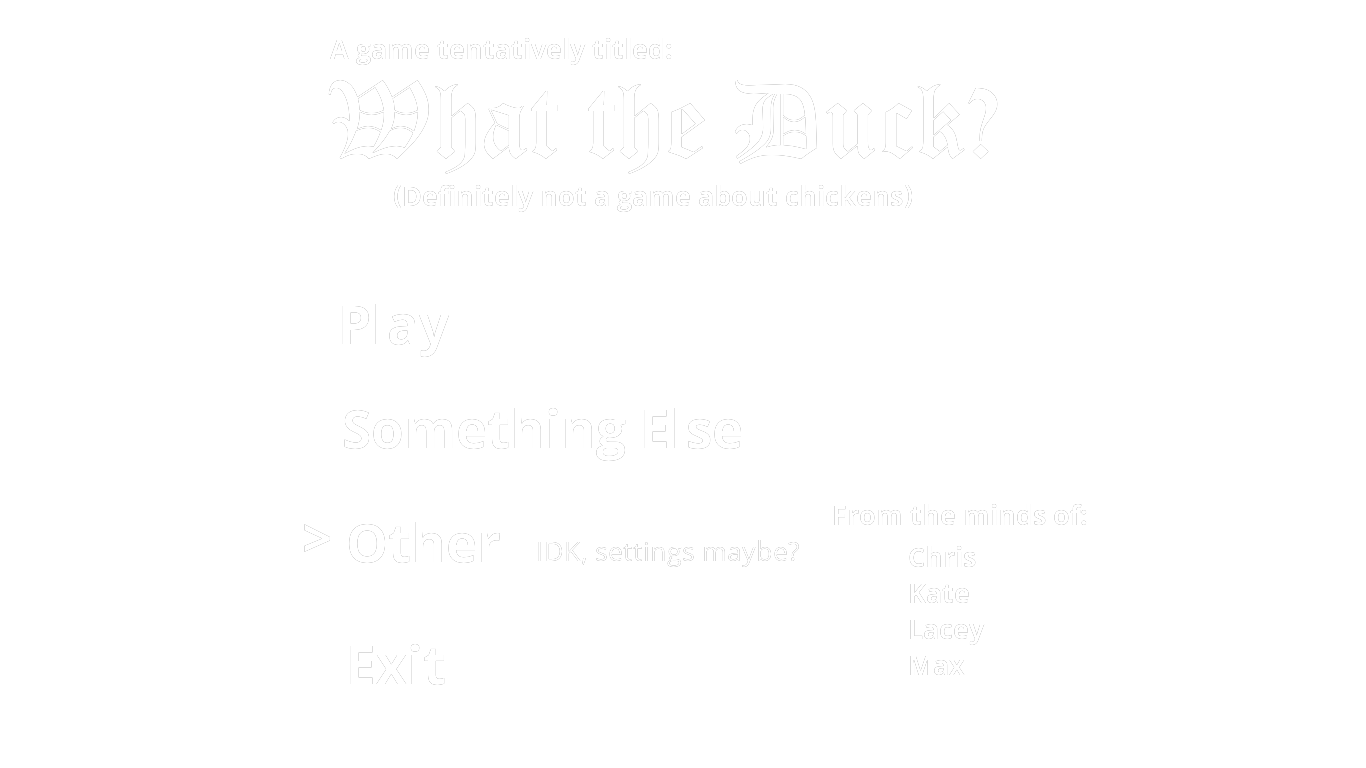 A game tentatively titled:
What the Duck?
(Definitely not a game about chickens)
Play
Something Else
> Other
IDK, settings maybe?
Exit
From the minds of:
Chris
Kate
Lacey
Max